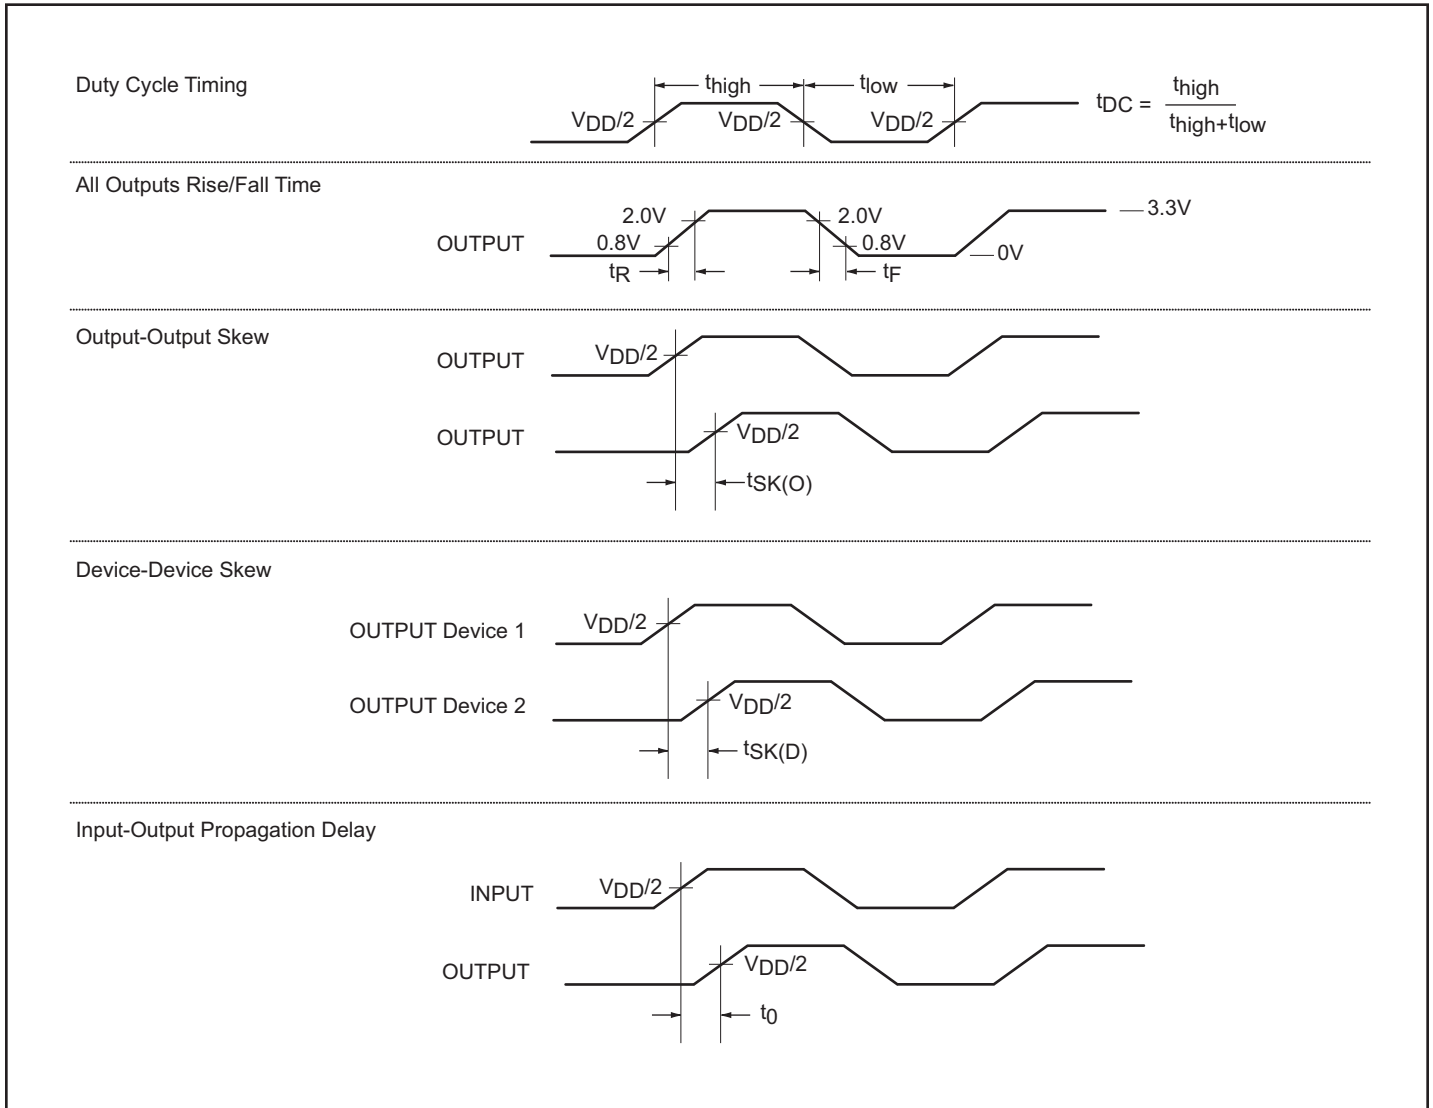 Duty Cycle Timing
thigh tlow
VDD/2 VDD/2 VDD/2
tDC = thigh
thigh+tlow
All Outputs Rise/Fall Time
2.0V 2.0V 3.3V
OUTPUT 0.8V 0.8V 0V
tR tF
Output-Output Skew
OUTPUT VDD/2
OUTPUT VDD/2
tSK(O)
Device-Device Skew
OUTPUT Device 1 VDD/2
OUTPUT Device 2 VDD/2
tSK(D)
Input-Output Propagation Delay
INPUT VDD/2
OUTPUT VDD/2
t0